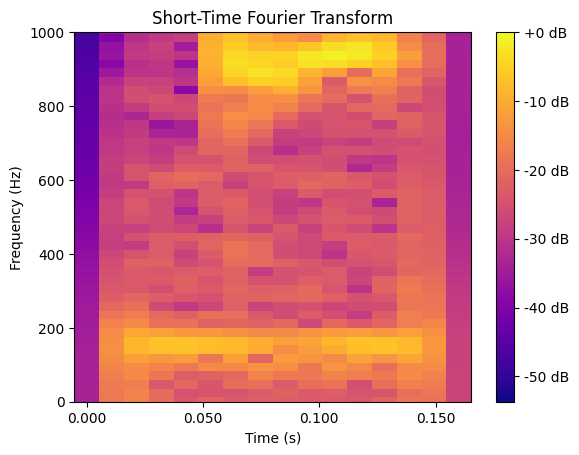 Short-Time Fourier Transform
1000
800
600
400
200
0
Frequency (Hz)
0.000
0.050
0.100
0.150
Time (s)
+0 dB
-10 dB
-20 dB
-30 dB
-40 dB
-50 dB